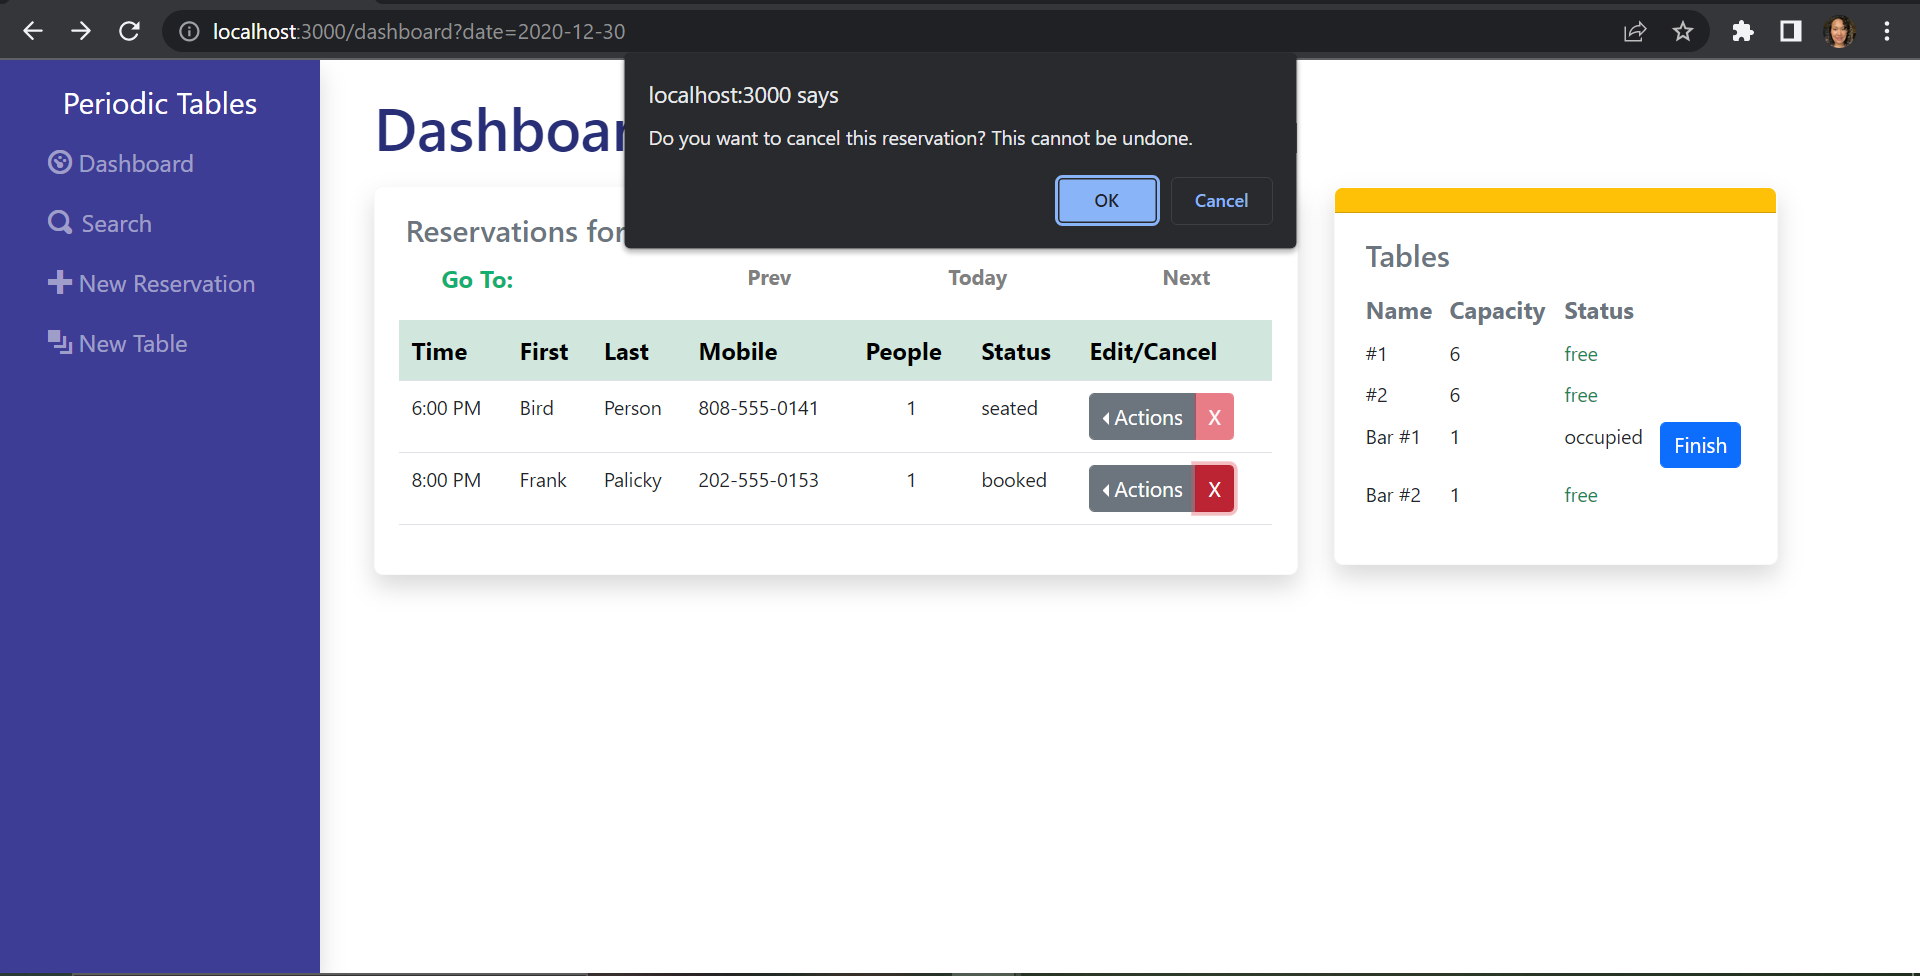 localhost:3000/dashboard?date=2020-12-30
localhost:3000 says
Do you want to cancel this reservation? This cannot be undone.
OK Cancel
Periodic Tables
Dashboard
Search
New Reservation
New Table
Dashboar
Reservations for
Go To: Prev Today Next
Time First Last Mobile People Status Edit/Cancel
6:00 PM Bird Person 808-555-0141 1 seated Actions X
8:00 PM Frank Palicky 202-555-0153 1 booked Actions X
Tables
Name Capacity Status
#1 6 free
#2 6 free
Bar #1 1 occupied Finish
Bar #2 1 free